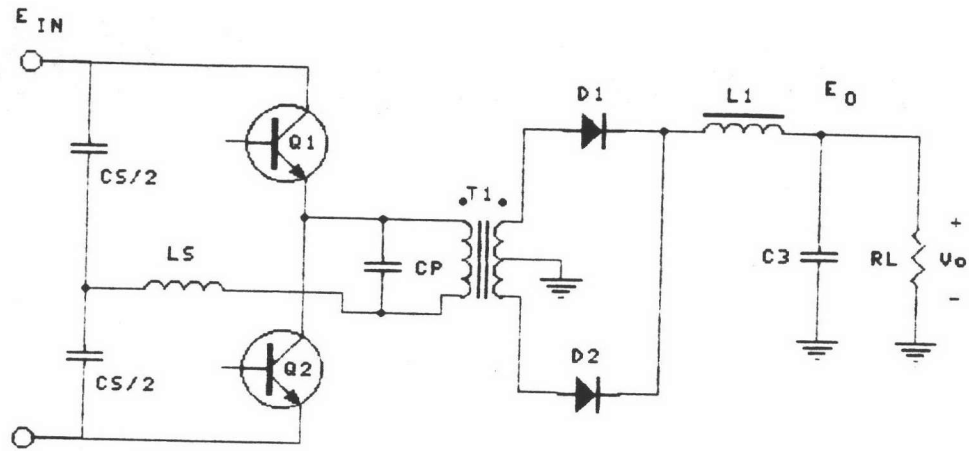 E IN
D1
L1
E O
Q1
CS/2
T1
+
LS
CP
C3
RL
Vo
-
D2
Q2
CS/2